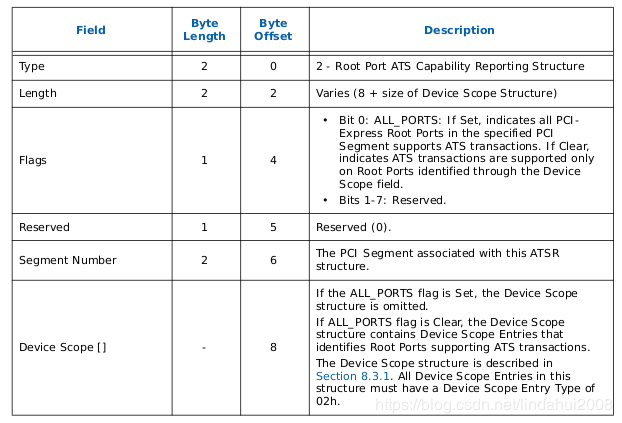 Field
Byte
Length
Byte
Offset
Description
Type 2 0 2 - Root Port ATS Capability Reporting Structure
Length 2 2 Varies (8 + size of Device Scope Structure)
Flags 1 4
• Bit 0: ALL_PORTS: If Set, indicates all PCI-
Express Root Ports in the specified PCI
Segment supports ATS transactions. If Clear,
indicates ATS transactions are supported only
on Root Ports identified through the Device
Scope field.
• Bits 1-7: Reserved.
Reserved 1 5 Reserved (0).
Segment Number 2 6
The PCI Segment associated with this ATSR
structure.
Device Scope [] - 8
If the ALL_PORTS flag is Set, the Device Scope
structure is omitted.
If ALL_PORTS flag is Clear, the Device Scope
structure contains Device Scope Entries that
identifies Root Ports supporting ATS transactions.
The Device Scope structure is described in
Section 8.3.1. All Device Scope Entries in this
structure must have a Device Scope Entry Type of
02h.
https://blog.csdn.net/lindahui2008